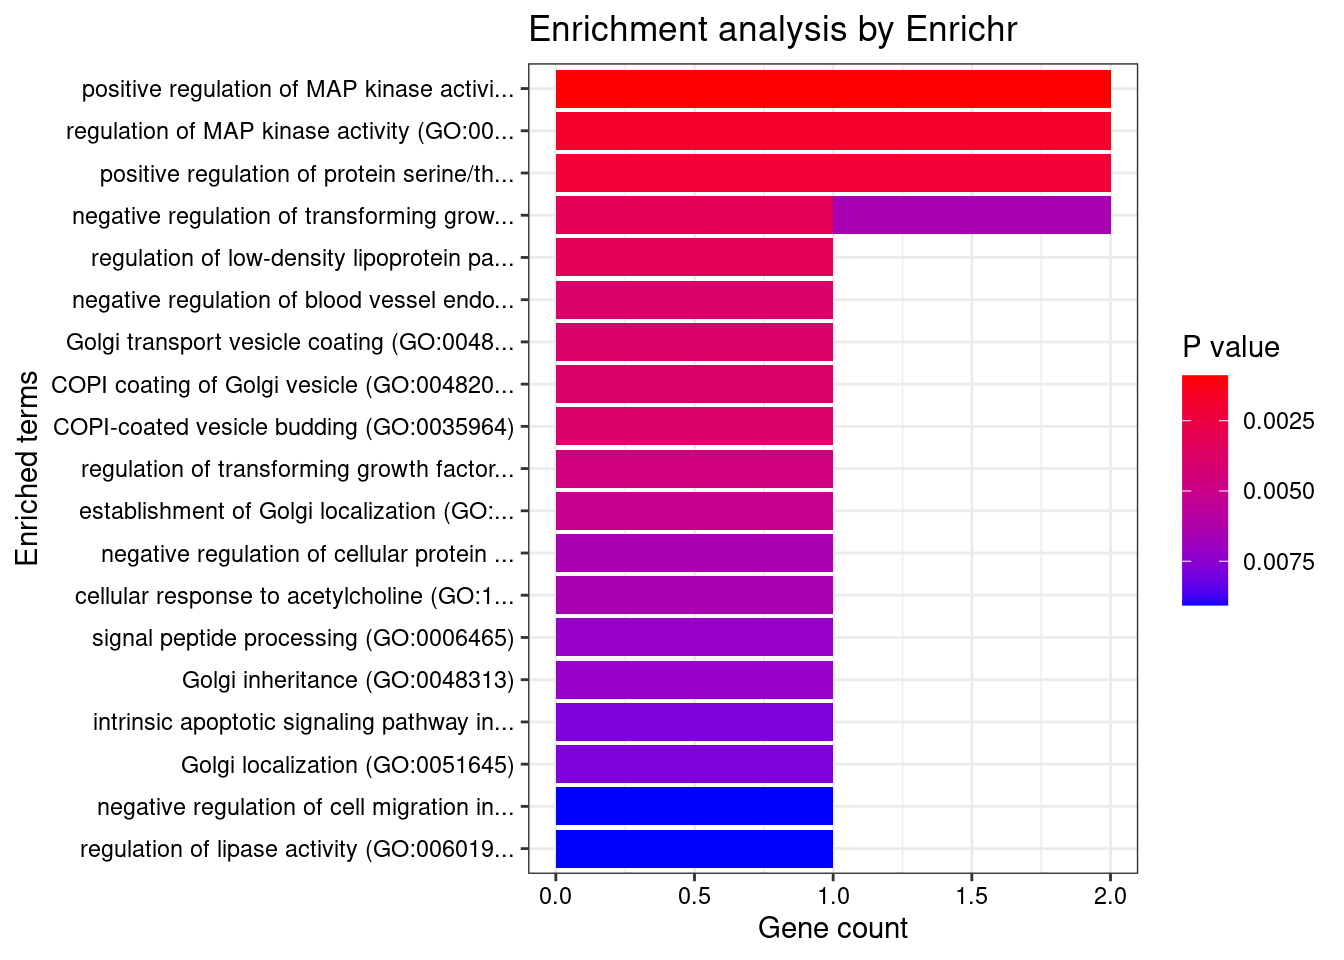 Enrichment analysis by Enrichr
positive regulation of MAP kinase activi...
regulation of MAP kinase activity (GO:00...
positive regulation of protein serine/th...
negative regulation of transforming grow...
regulation of low-density lipoprotein pa...
negative regulation of blood vessel endo...
Golgi transport vesicle coating (GO:0048...
COPI coating of Golgi vesicle (GO:004820...
COPI-coated vesicle budding (GO:0035964)
regulation of transforming growth factor...
establishment of Golgi localization (GO:...
negative regulation of cellular protein ...
cellular response to acetylcholine (GO:1...
signal peptide processing (GO:0006465)
Golgi inheritance (GO:0048313)
intrinsic apoptotic signaling pathway in...
Golgi localization (GO:0051645)
negative regulation of cell migration in...
regulation of lipase activity (GO:006019...
Enriched terms
0.0
0.5
1.0
1.5
2.0
Gene count
P value
0.0025
0.0050
0.0075